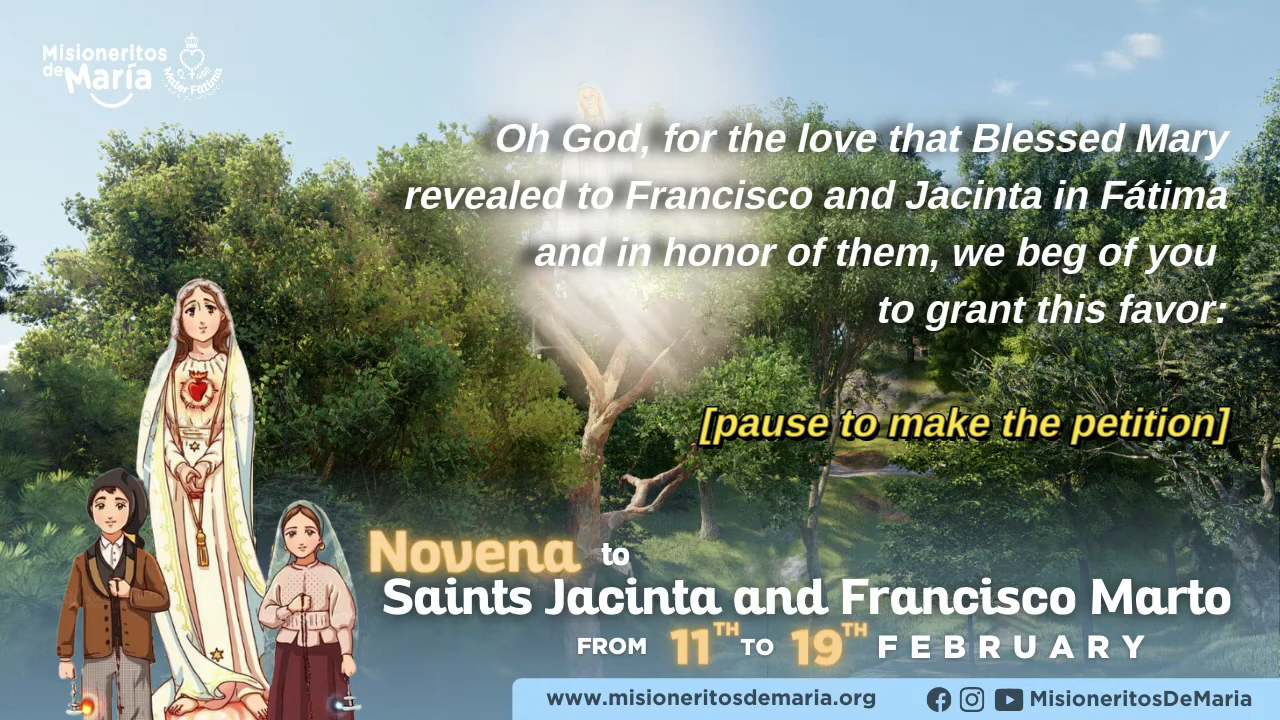 Misioneritos
de María
Mater Fátima
Oh God, for the love that Blessed Mary
revealed to Francisco and Jacinta in Fátima
and in honor of them, we beg of you
to grant this favor:
[pause to make the petition]
Novena to
Saints Jacinta and Francisco Marto
FROM 11TH TO 19TH FEBRUARY
www.misioneritosdemaria.org
MisioneritosDeMaria